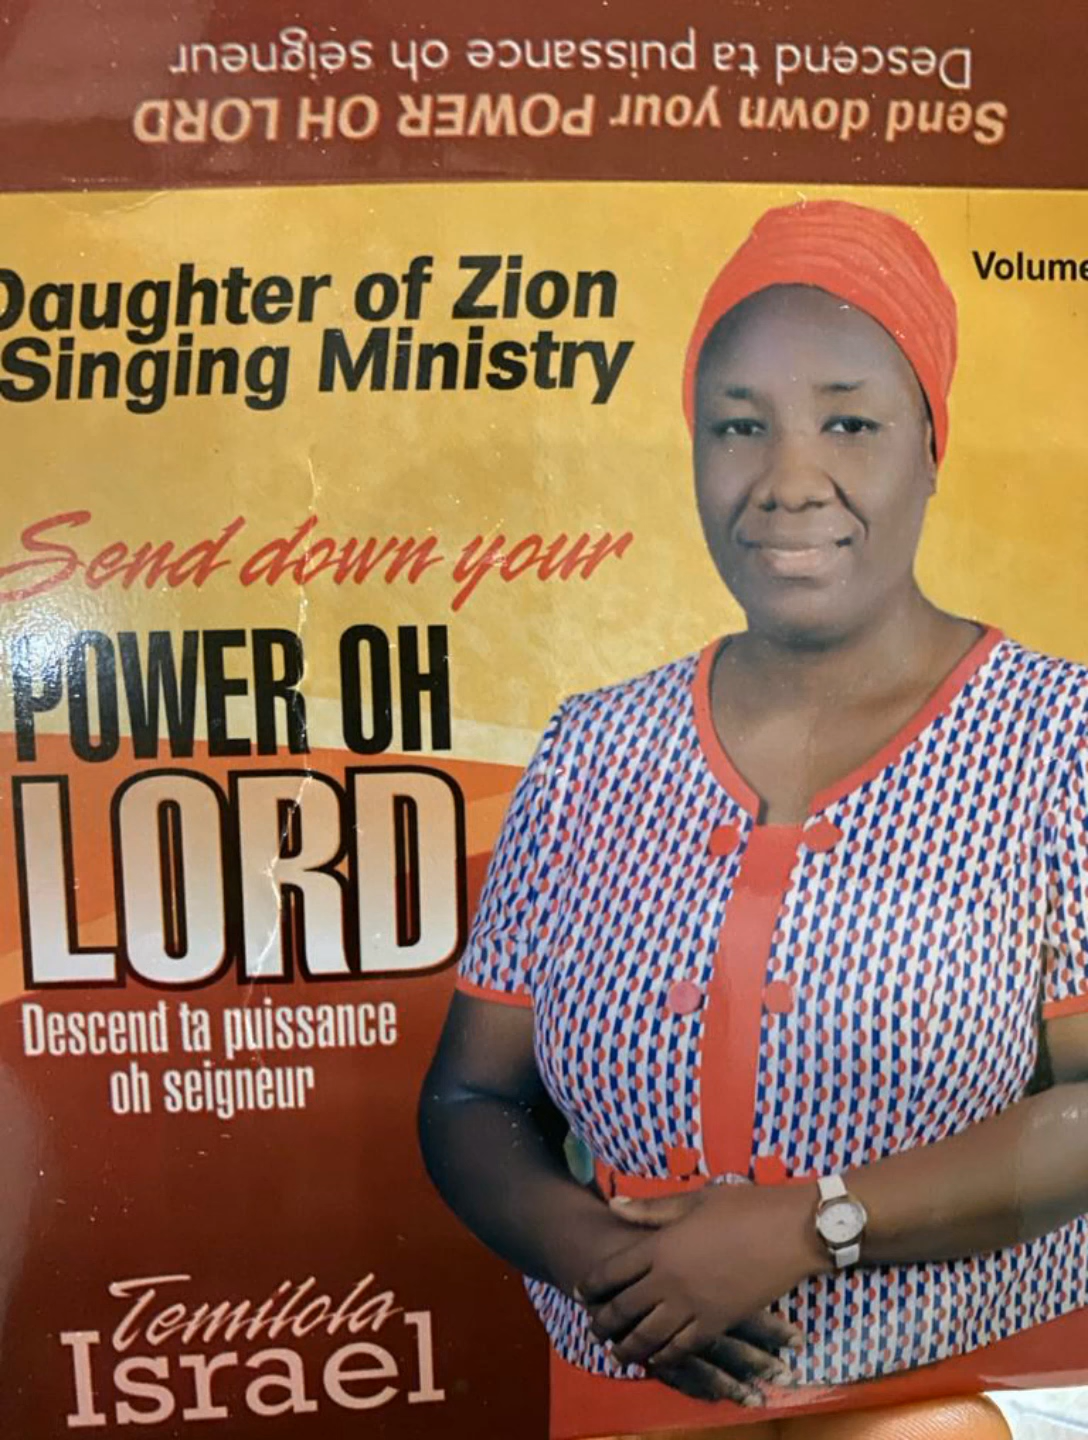 Send down your POWER OH LORD
Descend ta puissance oh seigneur
Daughter of Zion
Singing Ministry
Volume
Send down your
POWER OH
LORD
Descend ta puissance
oh seigneur
Temilola
Israel